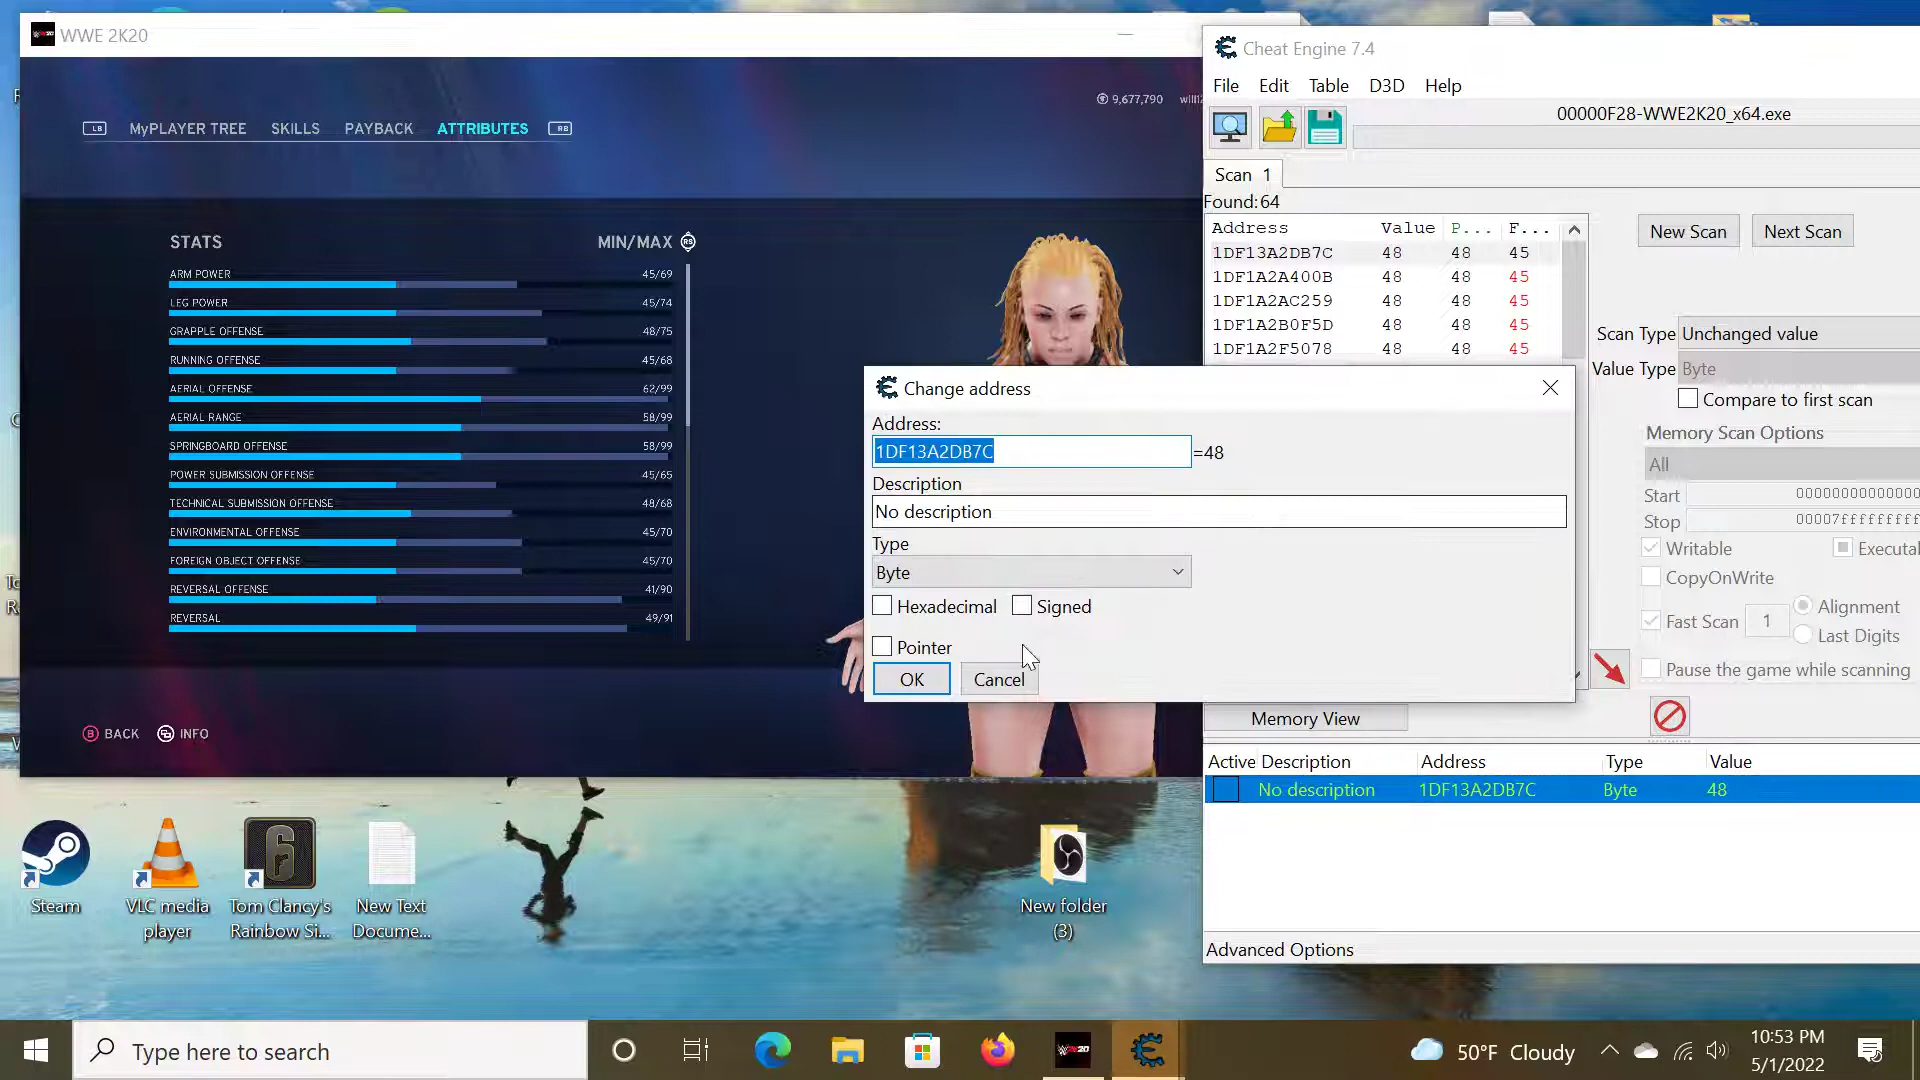 WWE 2K20
9,677,790
LB MyPLAYER TREE SKILLS PAYBACK ATTRIBUTES RB
STATS MIN/MAX RS
ARM POWER 45/69
LEG POWER 45/74
GRAPPLE OFFENSE 48/75
RUNNING OFFENSE 45/68
AERIAL OFFENSE 62/99
AERIAL RANGE 58/99
SPRINGBOARD OFFENSE 58/99
POWER SUBMISSION OFFENSE 45/65
TECHNICAL SUBMISSION OFFENSE 48/68
ENVIRONMENTAL OFFENSE 45/70
FOREIGN OBJECT OFFENSE 45/70
REVERSAL OFFENSE 41/90
REVERSAL 49/91
B BACK INFO
Cheat Engine 7.4
File Edit Table D3D Help
00000F28-WWE2K20_x64.exe
Scan 1
Found:64
Address Value P... F...
1DF13A2DB7C 48 48 45
1DF1A2A400B 48 48 45
1DF1A2AC259 48 48 45
1DF1A2B0F5D 48 48 45
1DF1A2F5078 48 48 45
New Scan Next Scan
Scan Type Unchanged value
Value Type Byte
Compare to first scan
Memory Scan Options
All
Start 0000000000000
Stop 00007fffffffff
Writable Executal
CopyOnWrite
Fast Scan 1 Alignment
Last Digits
Pause the game while scanning
Change address
Address:
1DF13A2DB7C =48
Description
No description
Type
Byte
Hexadecimal Signed
Pointer
OK Cancel
Memory View
Active Description Address Type Value
No description 1DF13A2DB7C Byte 48
Advanced Options
Steam
VLC media
player
Tom Clancy's
Rainbow Si...
New Text
Docume...
New folder
(3)
Type here to search
50°F Cloudy
10:53 PM
5/1/2022